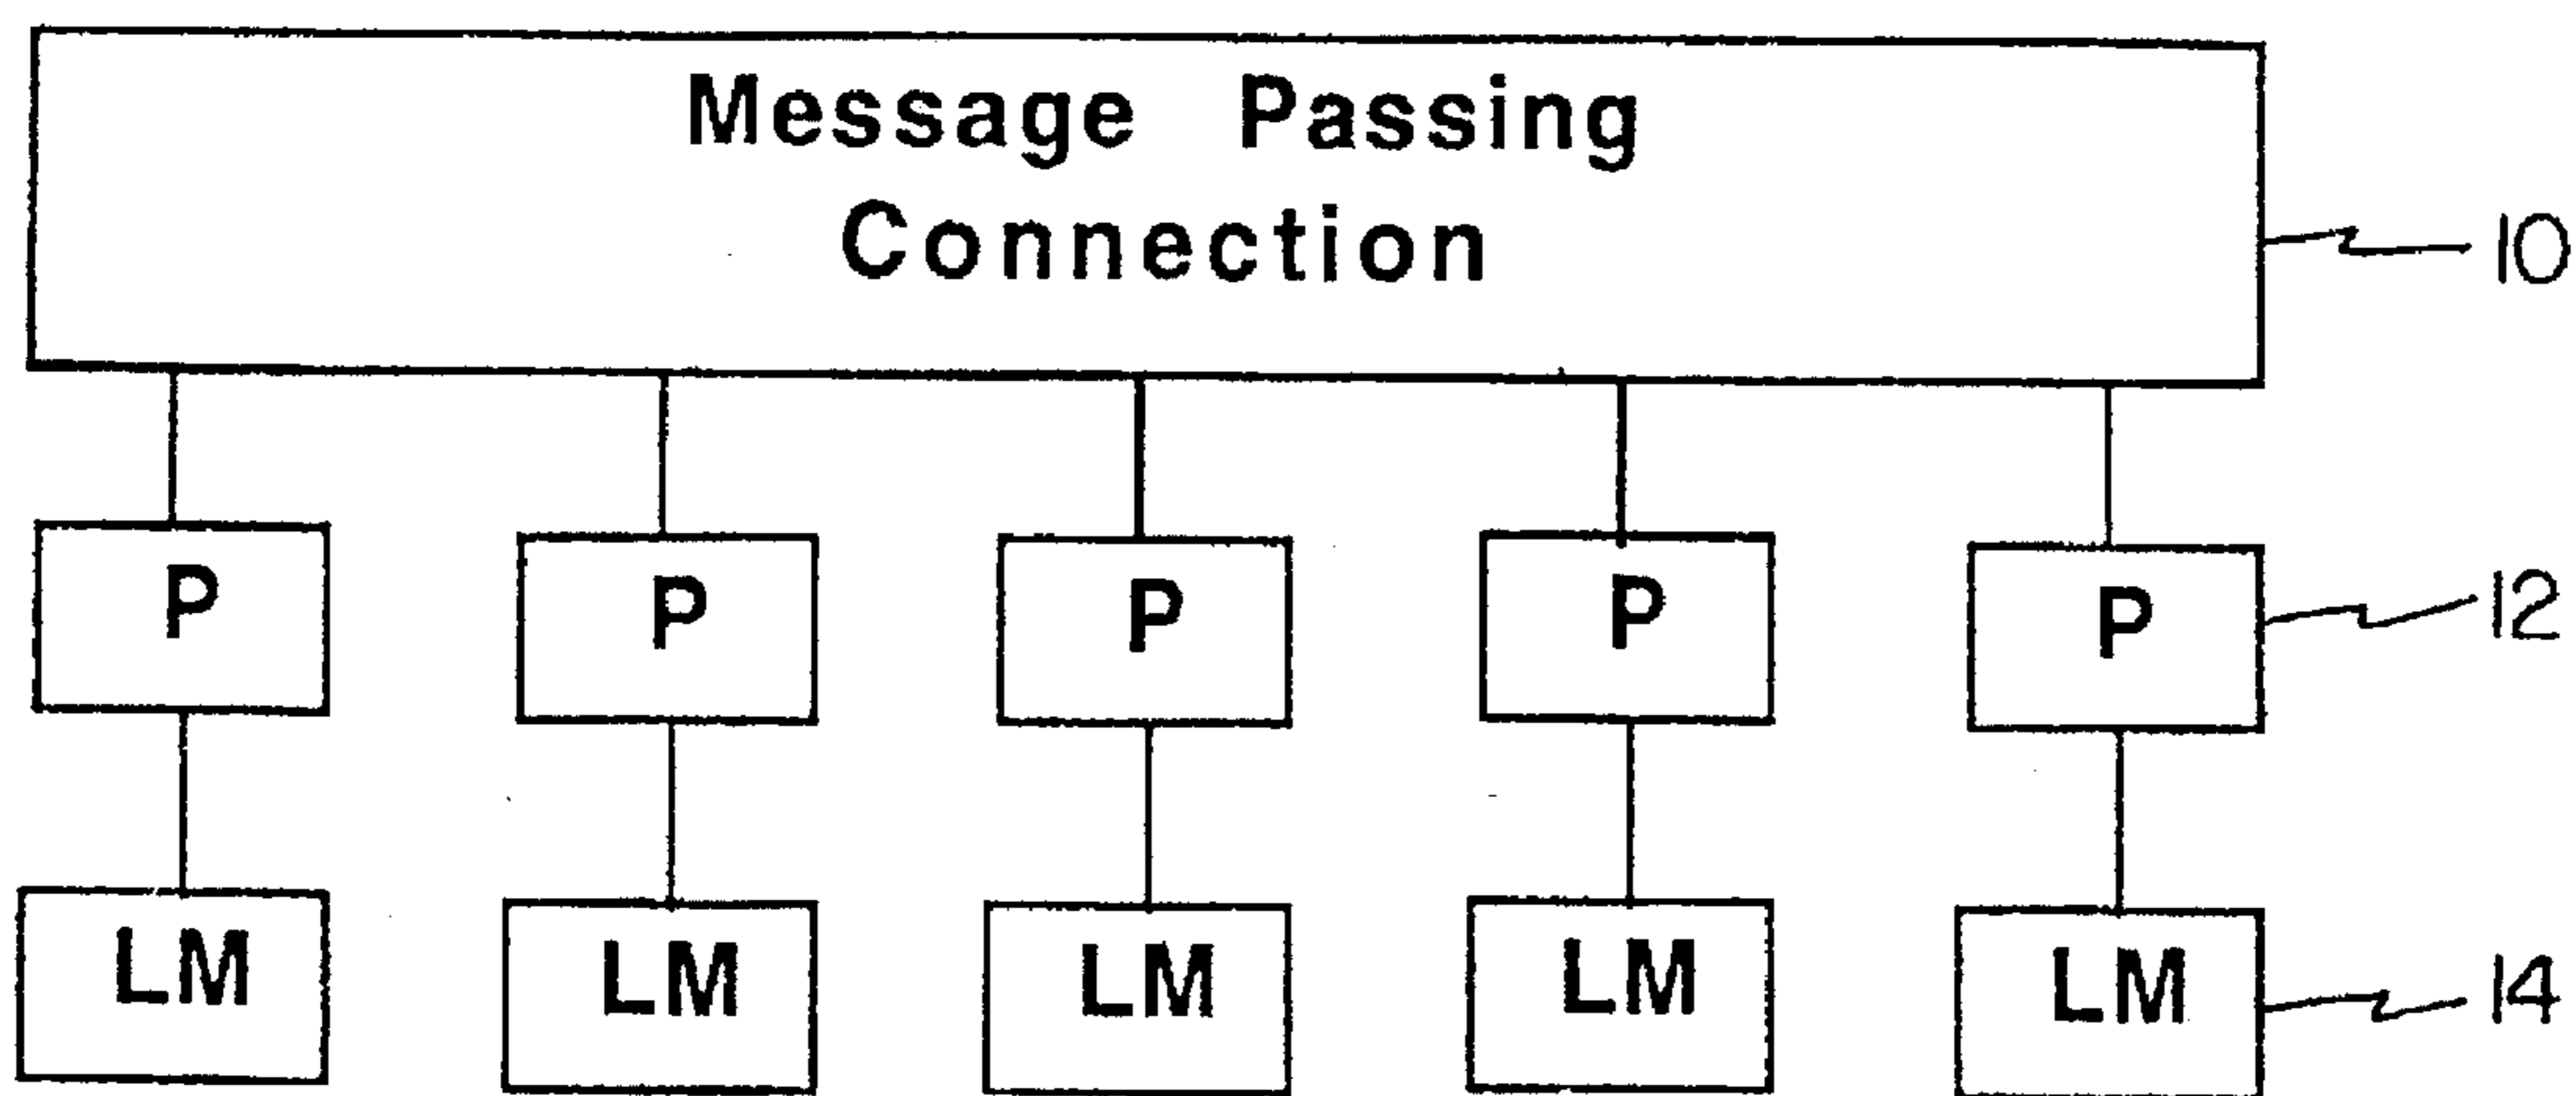 Message Passing
Connection
10
P P P P P
12
LM LM LM LM LM
14